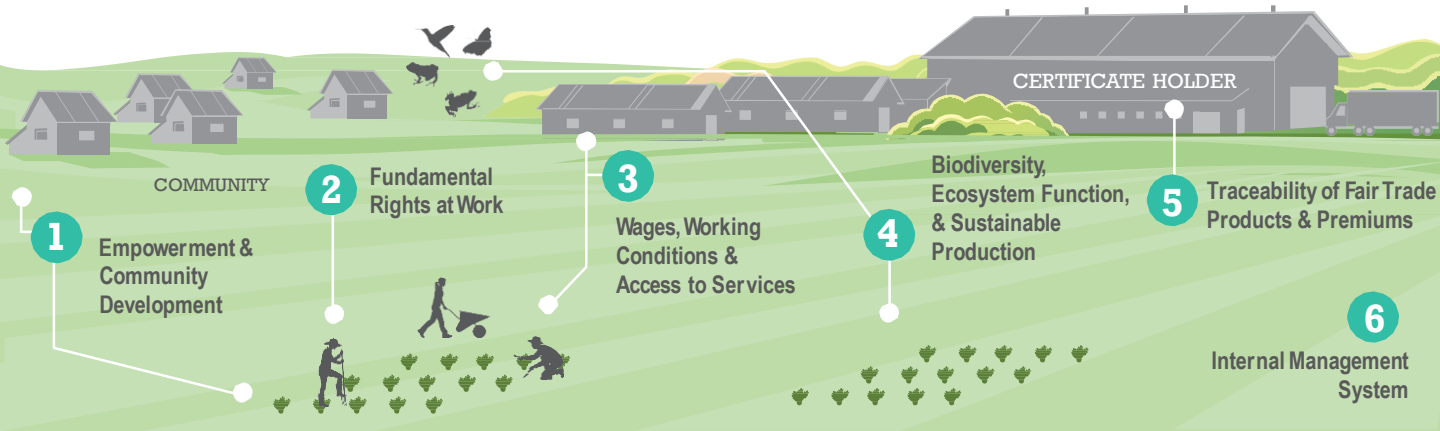 CERTIFICATE HOLDER
COMMUNITY
1
Empowerment &
Community
Development
2
Fundamental
Rights at Work
3
Wages, Working
Conditions &
Access to Services
4
Biodiversity,
Ecosystem Function,
& Sustainable
Production
5
Traceability of Fair Trade
Products & Premiums
6
Internal Management
System